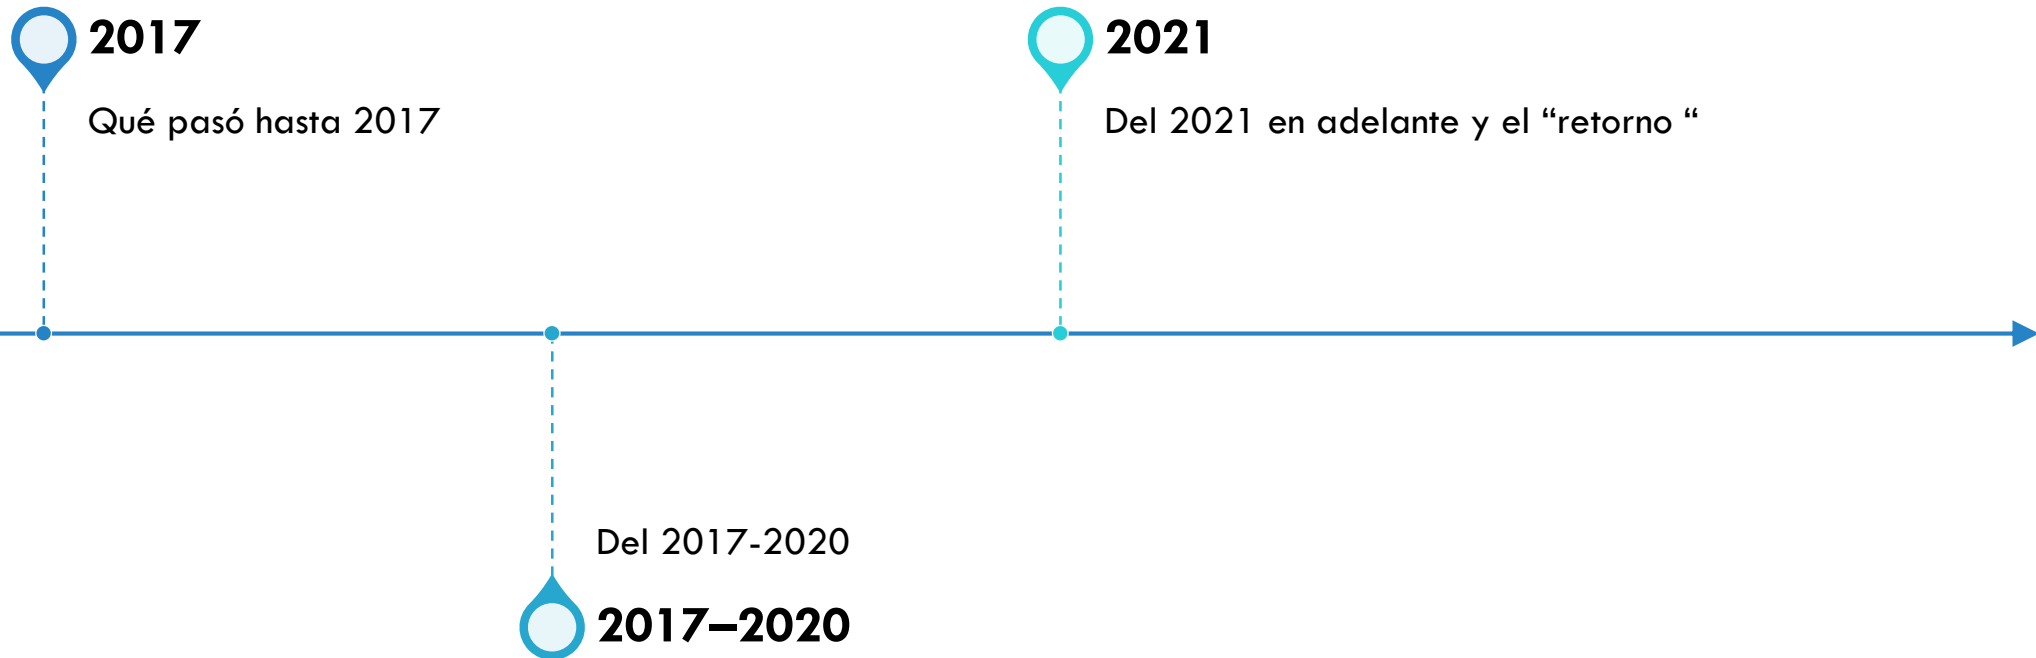 2017
Qué pasó hasta 2017
2021
Del 2021 en adelante y el “retorno “
Del 2017-2020
2017–2020